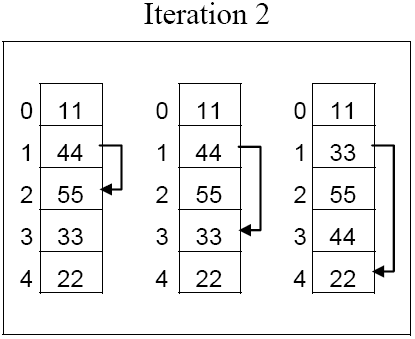 Iteration 2
0 11 0 11 0 11
1 44 1 44 1 33
2 55 2 55 2 55
3 33 3 33 3 44
4 22 4 22 4 22